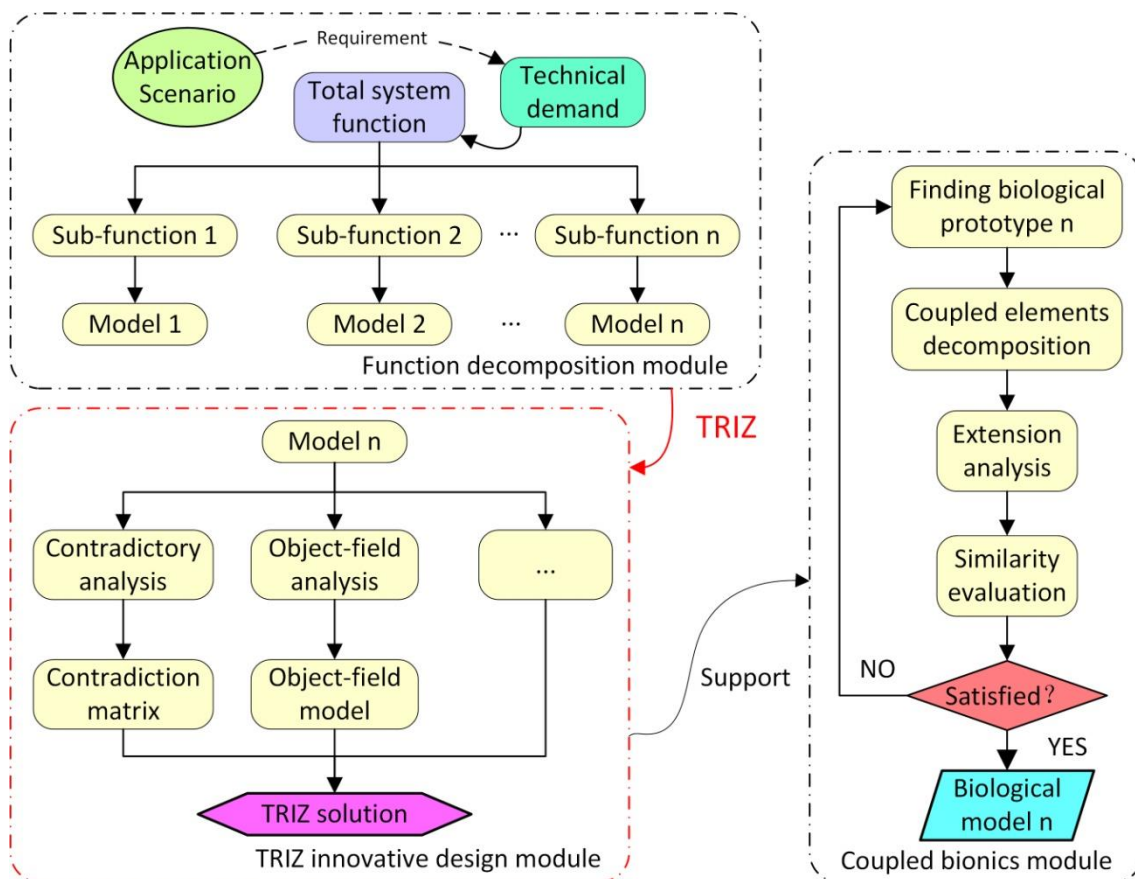 Application
Scenario
Requirement
Technical
demand
Total system
function
Sub-function 1
Sub-function 2
...
Sub-function n
Model 1
Model 2
...
Model n
Function decomposition module
TRIZ
Model n
Contradictory
analysis
Object-field
analysis
...
Contradiction
matrix
Object-field
model
TRIZ solution
TRIZ innovative design module
Support
Finding biological
prototype n
Coupled elements
decomposition
Extension
analysis
Similarity
evaluation
NO
Satisfied？
YES
Biological
model n
Coupled bionics module